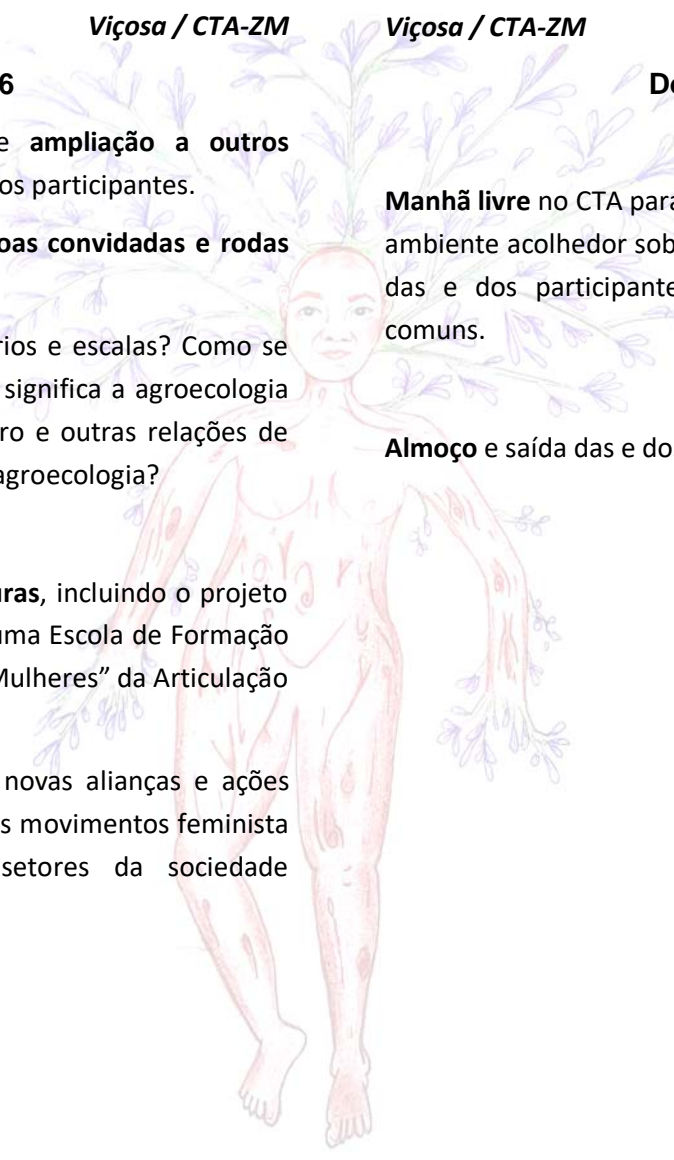 Viçosa / CTA-ZM
6
e ampliação a outros
os participantes.
oas convidadas e rodas
rios e escalas? Como se
significa a agroecologia
ro e outras relações de
agroecologia?
uras, incluindo o projeto
uma Escola de Formação
Mulheres” da Articulação
novas alianças e ações
s movimentos feminista
setores da sociedade
Viçosa / CTA-ZM
De
Manhã livre no CTA para
ambiente acolhedor sob
das e dos participante
comuns.
Almoço e saída das e do